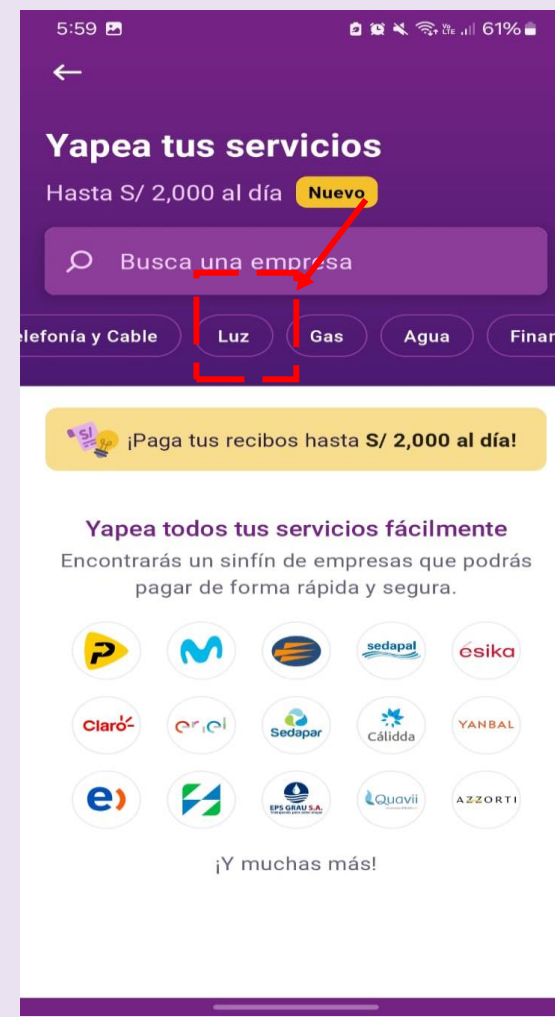 5:59
Vo
LTE
61%
Yapea tus servicios
Hasta S/ 2,000 al día Nuevo
Busca una empresa
elefonía y Cable Luz Gas Agua Finan
S/
¡Paga tus recibos hasta S/ 2,000 al día!
Yapea todos tus servicios fácilmente
Encontrarás un sinfín de empresas que podrás
pagar de forma rápida y segura.
sedapal ésika
Claro enel Sedapar Cálidda YANBAL
e) EPS GRAU S.A. Quavii AZZORTI
¡Y muchas más!